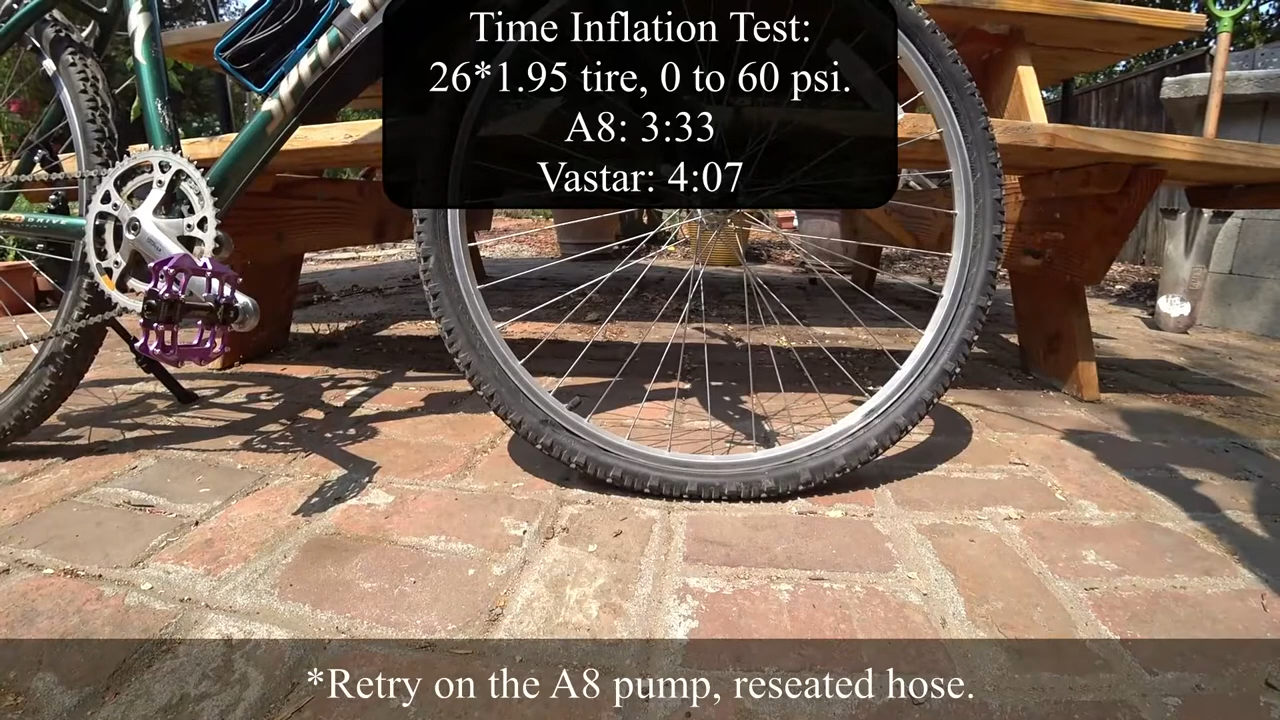 Time Inflation Test:
26*1.95 tire, 0 to 60 psi.
A8: 3:33
Vastar: 4:07
*Retry on the A8 pump, reseated hose.